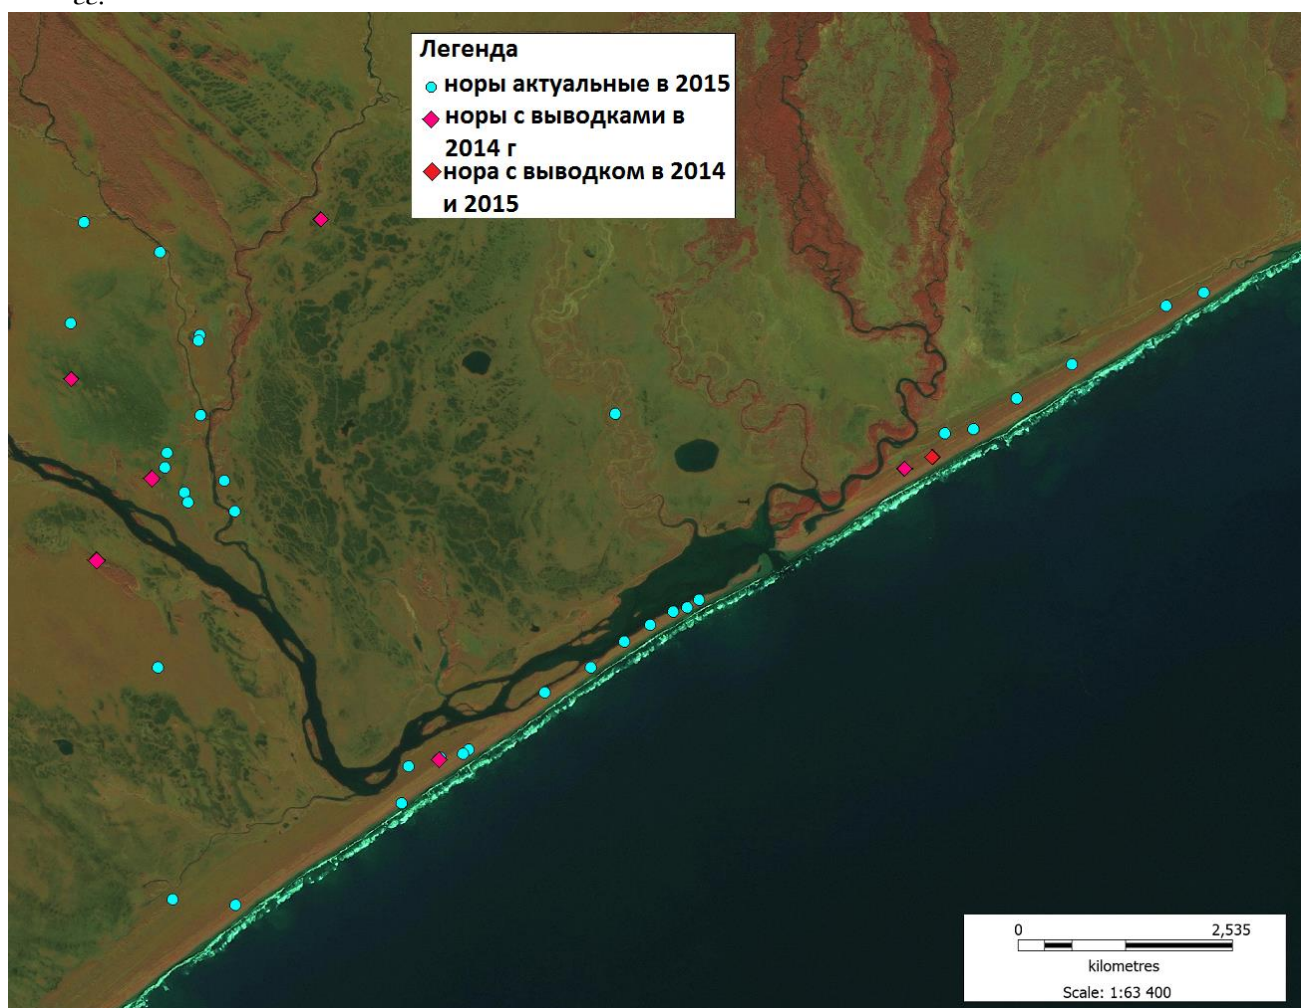 Легенда
норы актуальные в 2015
норы с выводками в
2014 г
нора с выводком в 2014
и 2015
0 2,535
kilometres
Scale: 1:63 400